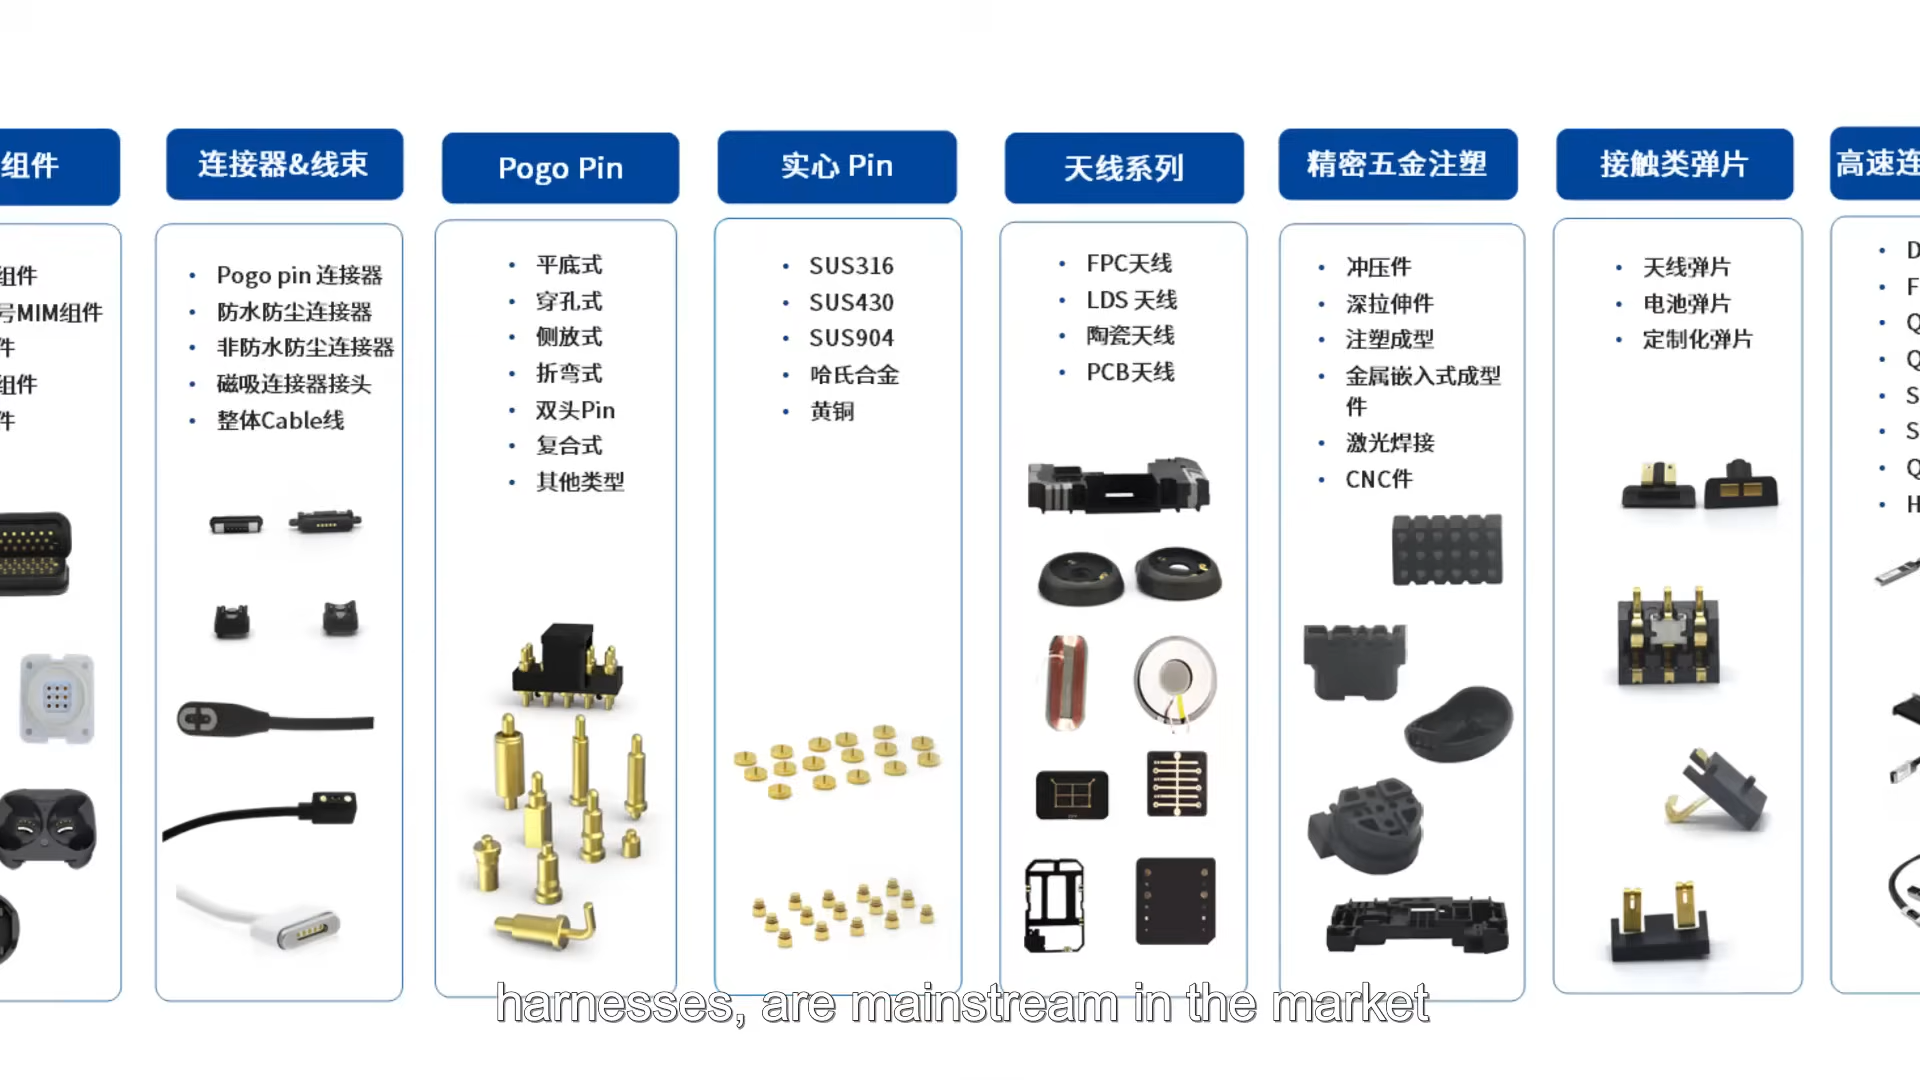 组件
组件
号MIM组件
件
组件
件
连接器&线束
Pogo pin 连接器
防水防尘连接器
非防水防尘连接器
磁吸连接器接头
整体Cable线
Pogo Pin
平底式
穿孔式
侧放式
折弯式
双头Pin
复合式
其他类型
实心 Pin
SUS316
SUS430
SUS904
哈氏合金
黄铜
天线系列
FPC天线
LDS 天线
陶瓷天线
PCB天线
精密五金注塑
冲压件
深拉伸件
注塑成型
金属嵌入式成型
件
激光焊接
CNC件
接触类弹片
天线弹片
电池弹片
定制化弹片
高速连
D
F
Q
Q
S
S
Q
H
harnesses, are mainstream in the market